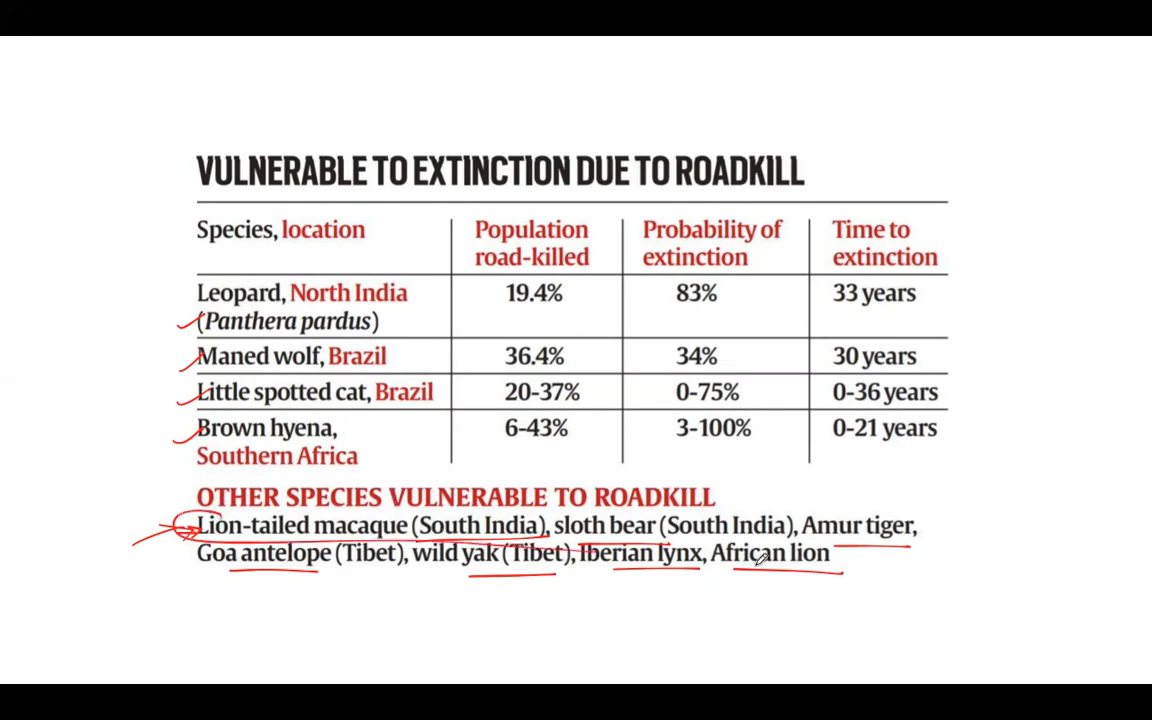 VULNERABLE TO EXTINCTION DUE TO ROADKILL
Species, location Population road-killed Probability of extinction Time to extinction
Leopard, North India (Panthera pardus) 19.4% 83% 33 years
Maned wolf, Brazil 36.4% 34% 30 years
Little spotted cat, Brazil 20-37% 0-75% 0-36 years
Brown hyena, Southern Africa 6-43% 3-100% 0-21 years
OTHER SPECIES VULNERABLE TO ROADKILL
Lion-tailed macaque (South India), sloth bear (South India), Amur tiger,
Goa antelope (Tibet), wild yak (Tibet), Iberian lynx, African lion